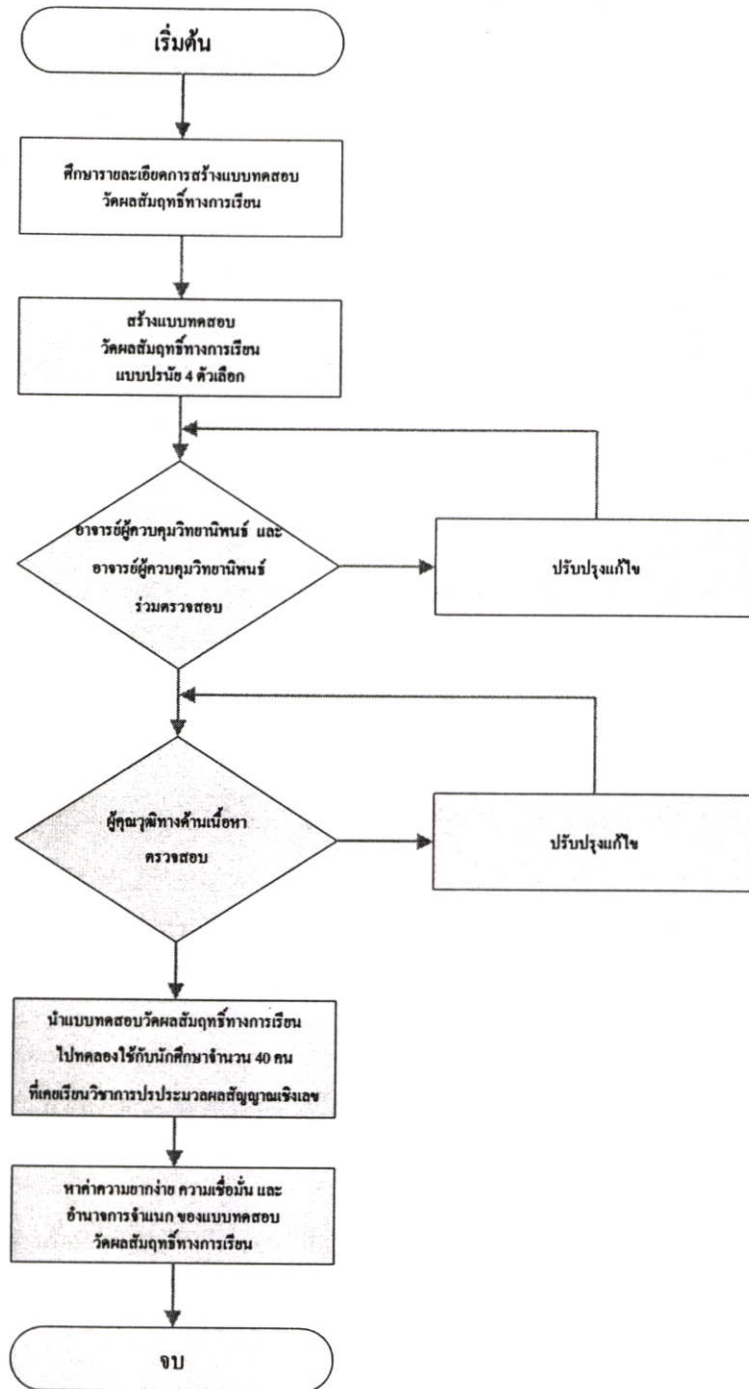 เริ่มต้น
ศึกษารายละเอียดการสร้างแบบทดสอบ
วัดผลสัมฤทธิ์ทางการเรียน
สร้างแบบทดสอบ
วัดผลสัมฤทธิ์ทางการเรียน
แบบปรนัย 4 ตัวเลือก
อาจารย์ผู้ควบคุมวิทยานิพนธ์ และ
อาจารย์ผู้ควบคุมวิทยานิพนธ์
ร่วมตรวจสอบ
ปรับปรุงแก้ไข
ผู้คุณวุฒิทางด้านเนื้อหา
ตรวจสอบ
ปรับปรุงแก้ไข
นำแบบทดสอบวัดผลสัมฤทธิ์ทางการเรียน
ไปทดลองใช้กับนักศึกษาจำนวน 40 คน
ที่เคยเรียนวิชาการปรประมวลผลสัญญาณเชิงเลข
หาค่าความยากง่าย ความเชื่อมั่น และ
อำนาจการจำแนก ของแบบทดสอบ
วัดผลสัมฤทธิ์ทางการเรียน
จบ